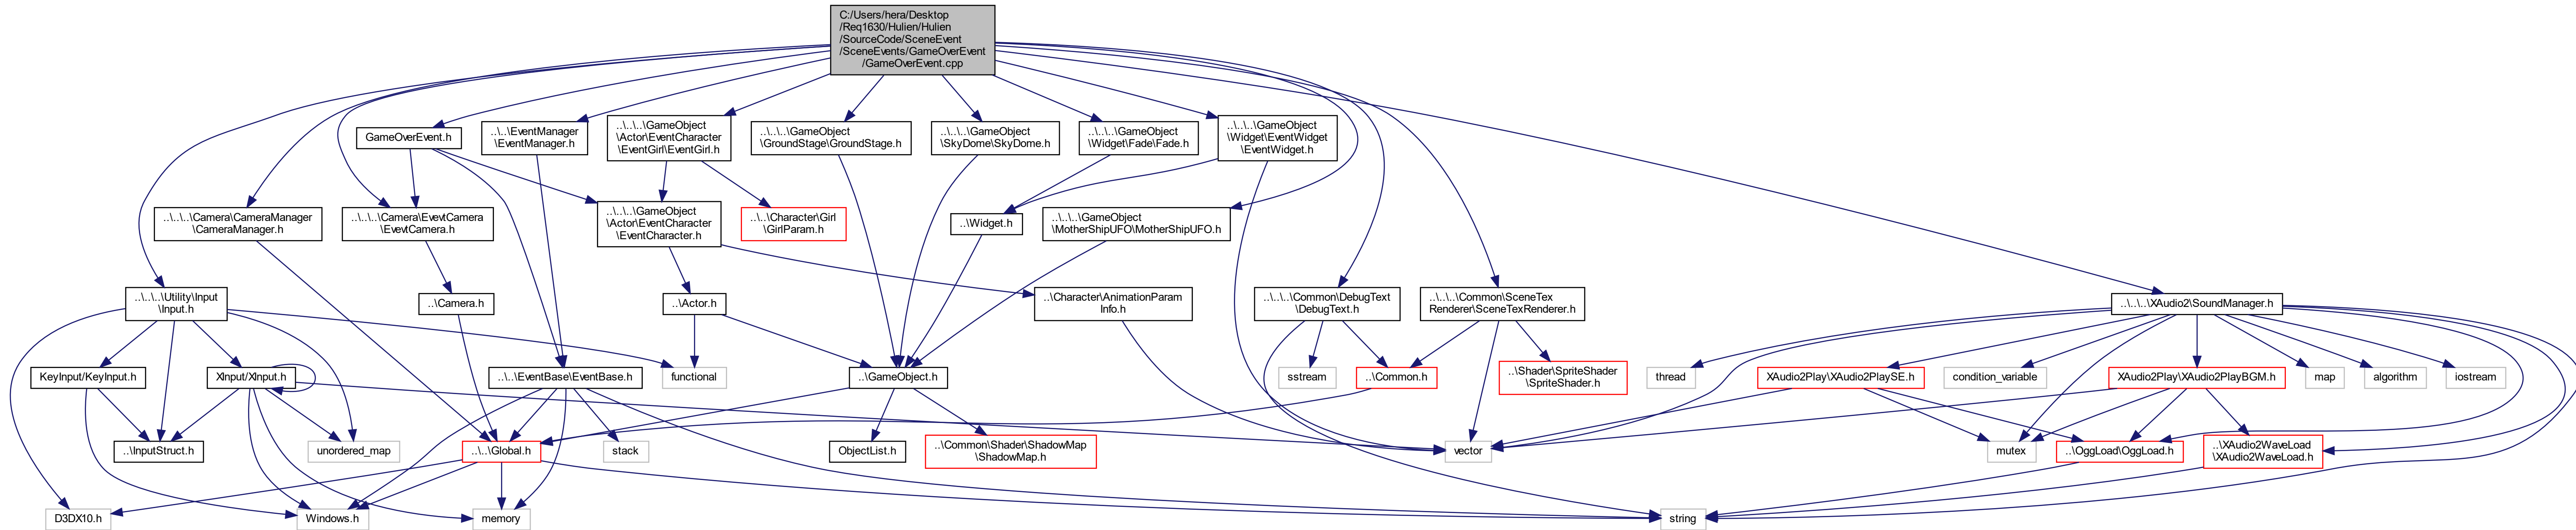 C:/Users/hera/Desktop
/Req1630/Hulien/Hulien
/SourceCode/SceneEvent
/SceneEvents/GameOverEvent
/GameOverEvent.cpp
GameOverEvent.h
..\..\EventManager
\EventManager.h
..\..\..\GameObject
\Actor\EventCharacter
\EventGirl\EventGirl.h
..\..\..\GameObject
\GroundStage\GroundStage.h
..\..\..\GameObject
\SkyDome\SkyDome.h
..\..\..\GameObject
\Widget\Fade\Fade.h
..\..\..\GameObject
\Widget\EventWidget
\EventWidget.h
..\..\..\Camera\CameraManager
\CameraManager.h
..\..\..\Camera\EvevtCamera
\EvevtCamera.h
..\..\..\GameObject
\Actor\EventCharacter
\EventCharacter.h
..\..\Character\Girl
\GirlParam.h
..\Widget.h
..\..\..\GameObject
\MotherShipUFO\MotherShipUFO.h
..\..\..\Utility\Input
\Input.h
..\Camera.h
..\Actor.h
..\Character\AnimationParam
Info.h
..\..\..\Common\DebugText
\DebugText.h
..\..\..\Common\SceneTex
Renderer\SceneTexRenderer.h
..\..\..\XAudio2\SoundManager.h
KeyInput/KeyInput.h
XInput/XInput.h
..\..\EventBase\EventBase.h
functional
..\GameObject.h
sstream
..\Common.h
..\Shader\SpriteShader
\SpriteShader.h
thread
XAudio2Play\XAudio2PlaySE.h
condition_variable
XAudio2Play\XAudio2PlayBGM.h
map
algorithm
iostream
..\InputStruct.h
unordered_map
..\..\Global.h
stack
ObjectList.h
..\Common\Shader\ShadowMap
\ShadowMap.h
vector
mutex
..\OggLoad\OggLoad.h
..\XAudio2WaveLoad
\XAudio2WaveLoad.h
D3DX10.h
Windows.h
memory
string